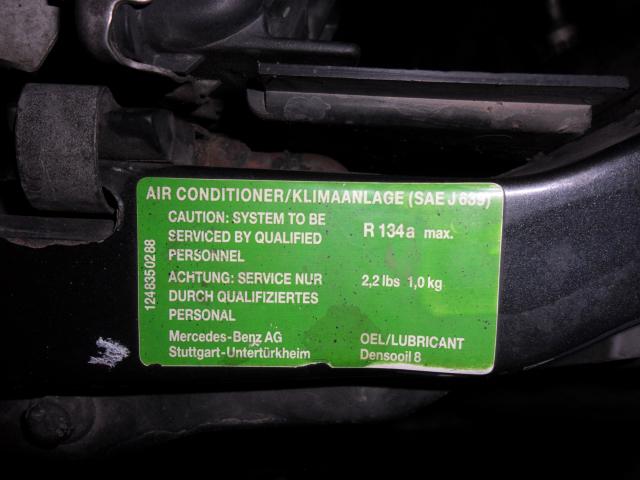 AIR CONDITIONER/KLIMAANLAGE (SAE J 639)
CAUTION: SYSTEM TO BE
SERVICED BY QUALIFIED
PERSONNEL
R 134a max.
ACHTUNG: SERVICE NUR
DURCH QUALIFIZIERTES
PERSONAL
2,2 lbs 1,0 kg
Mercedes-Benz AG
Stuttgart-Untertürkheim
OEL/LUBRICANT
Densooil 8
1248350288